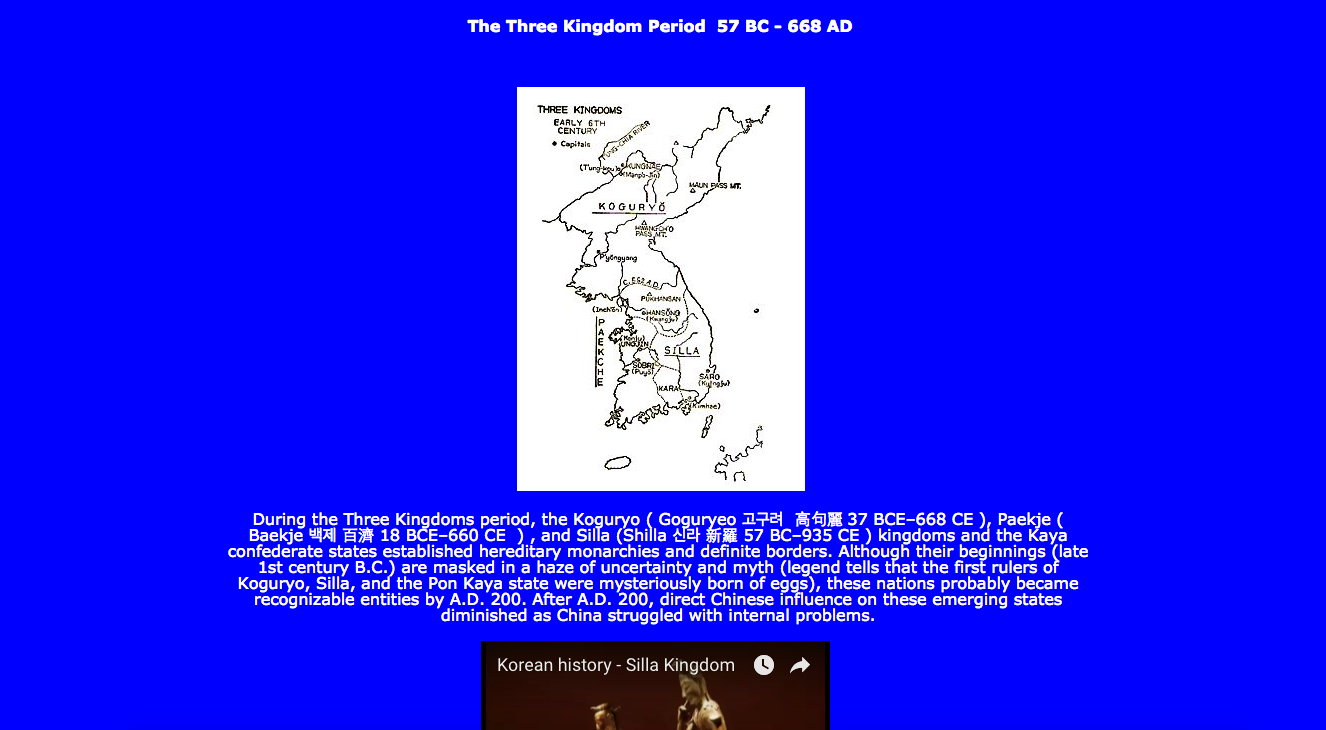 The Three Kingdom Period  57 BC - 668 AD
THREE KINGDOMS
EARLY 6TH
CENTURY
Capitals
T'UNG-CHIA RIVER
(T'ung-kou)
KUNGNAE
(Manp'o-Jin)
MAUN PASS MT.
KOGURYŎ
HWANGCH'O
PASS MT.
P'yŏngyang
PUKHANSAN
(Inch'ŏn)
HANSŎNG
(Kwangju)
PAEKCHE
(Konju)
UNGJIN
SILLA
(Puyŏ)
SARO
(Kyŏngju)
KARA
(Kimhae)
During the Three Kingdoms period, the Koguryo ( Goguryeo 고구려  高句麗 37 BCE–668 CE ), Paekje (
Baekje 백제 百濟 18 BCE–660 CE  ) , and Silla (Shilla 신라 新羅 57 BC–935 CE ) kingdoms and the Kaya
confederate states established hereditary monarchies and definite borders. Although their beginnings (late
1st century B.C.) are masked in a haze of uncertainty and myth (legend tells that the first rulers of
Koguryo, Silla, and the Pon Kaya state were mysteriously born of eggs), these nations probably became
recognizable entities by A.D. 200. After A.D. 200, direct Chinese influence on these emerging states
diminished as China struggled with internal problems.
Korean history - Silla Kingdom